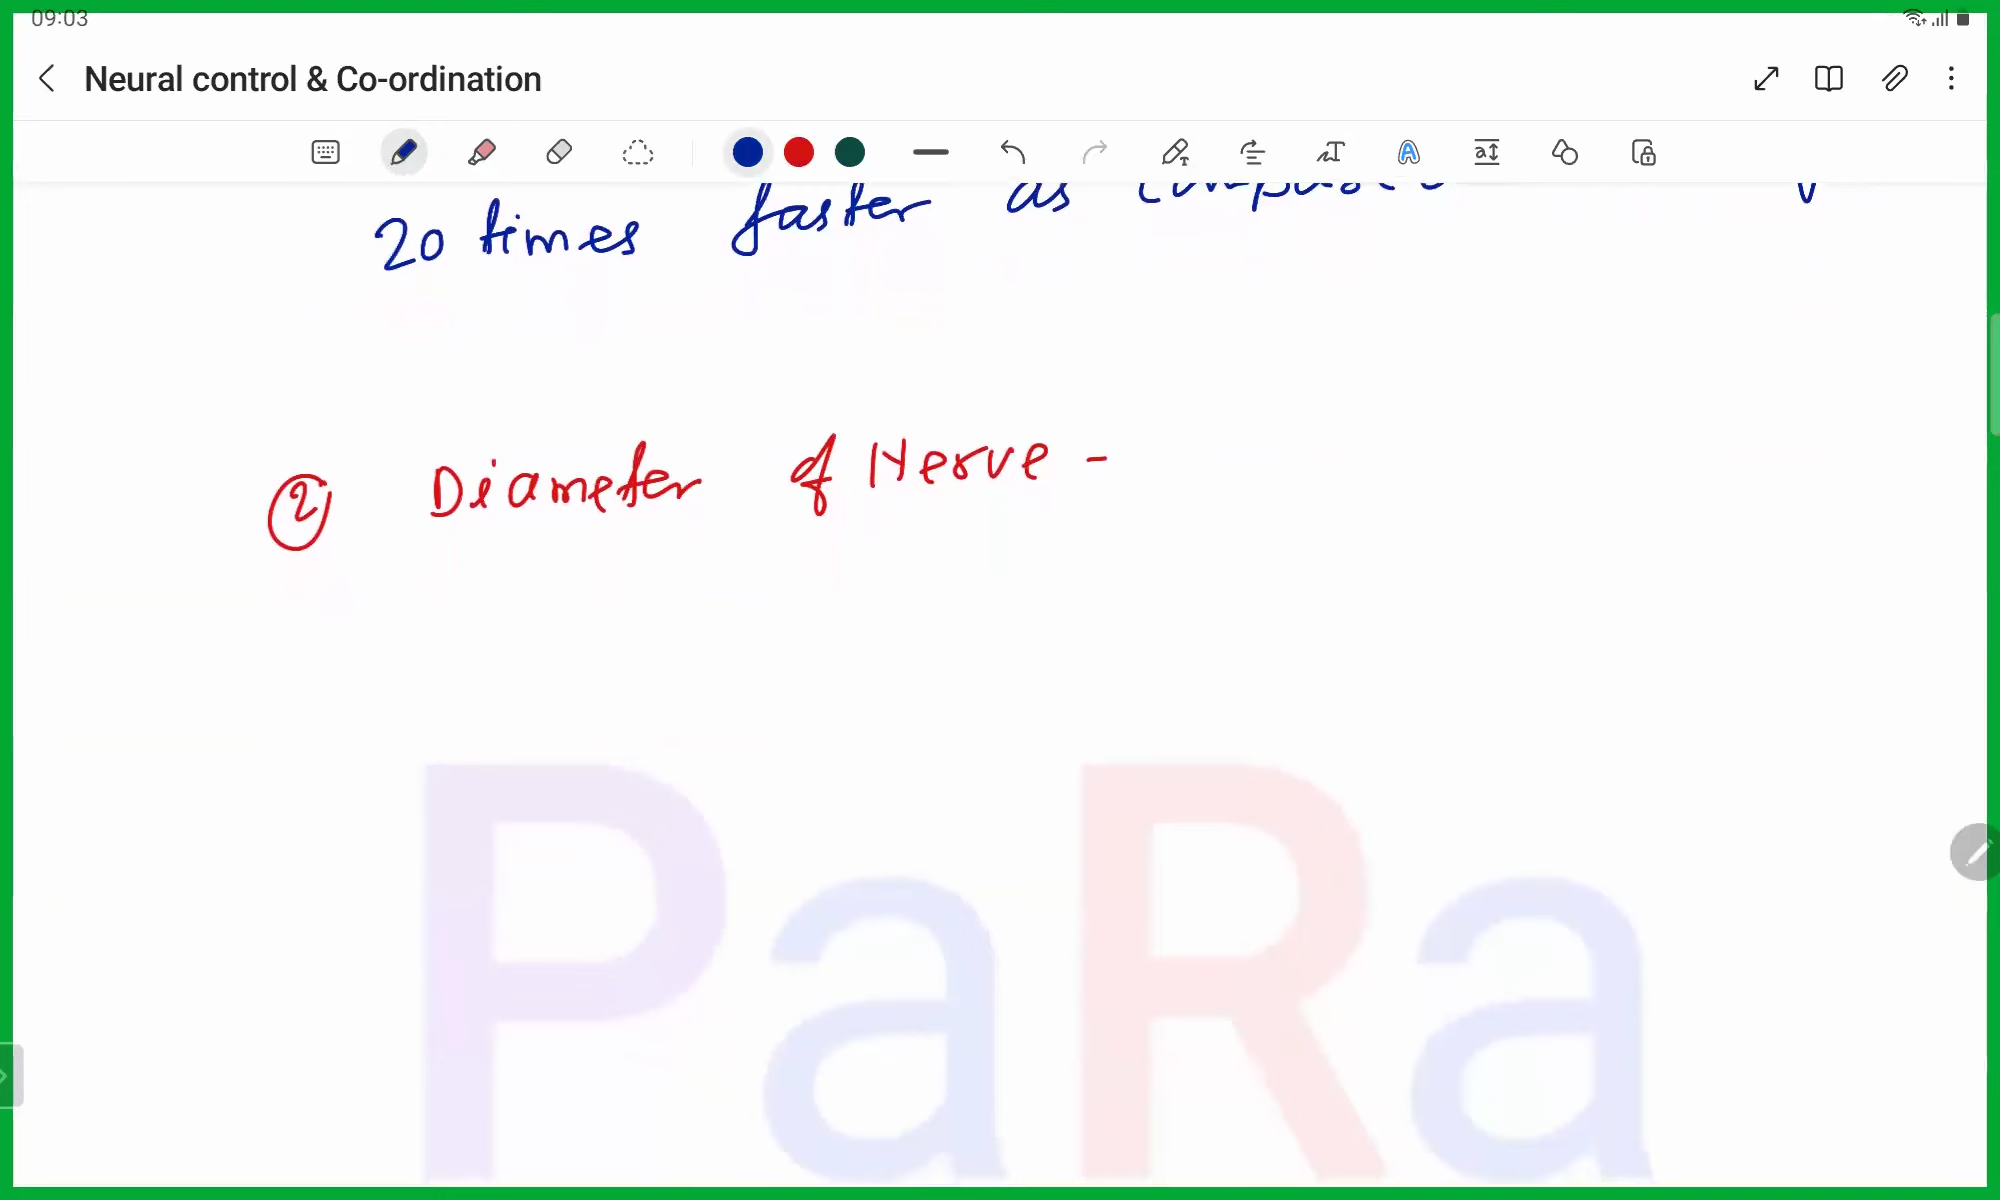 09:03
Neural control & Co-ordination
20 times faster as
② Diameter of Nerve -
PaRa